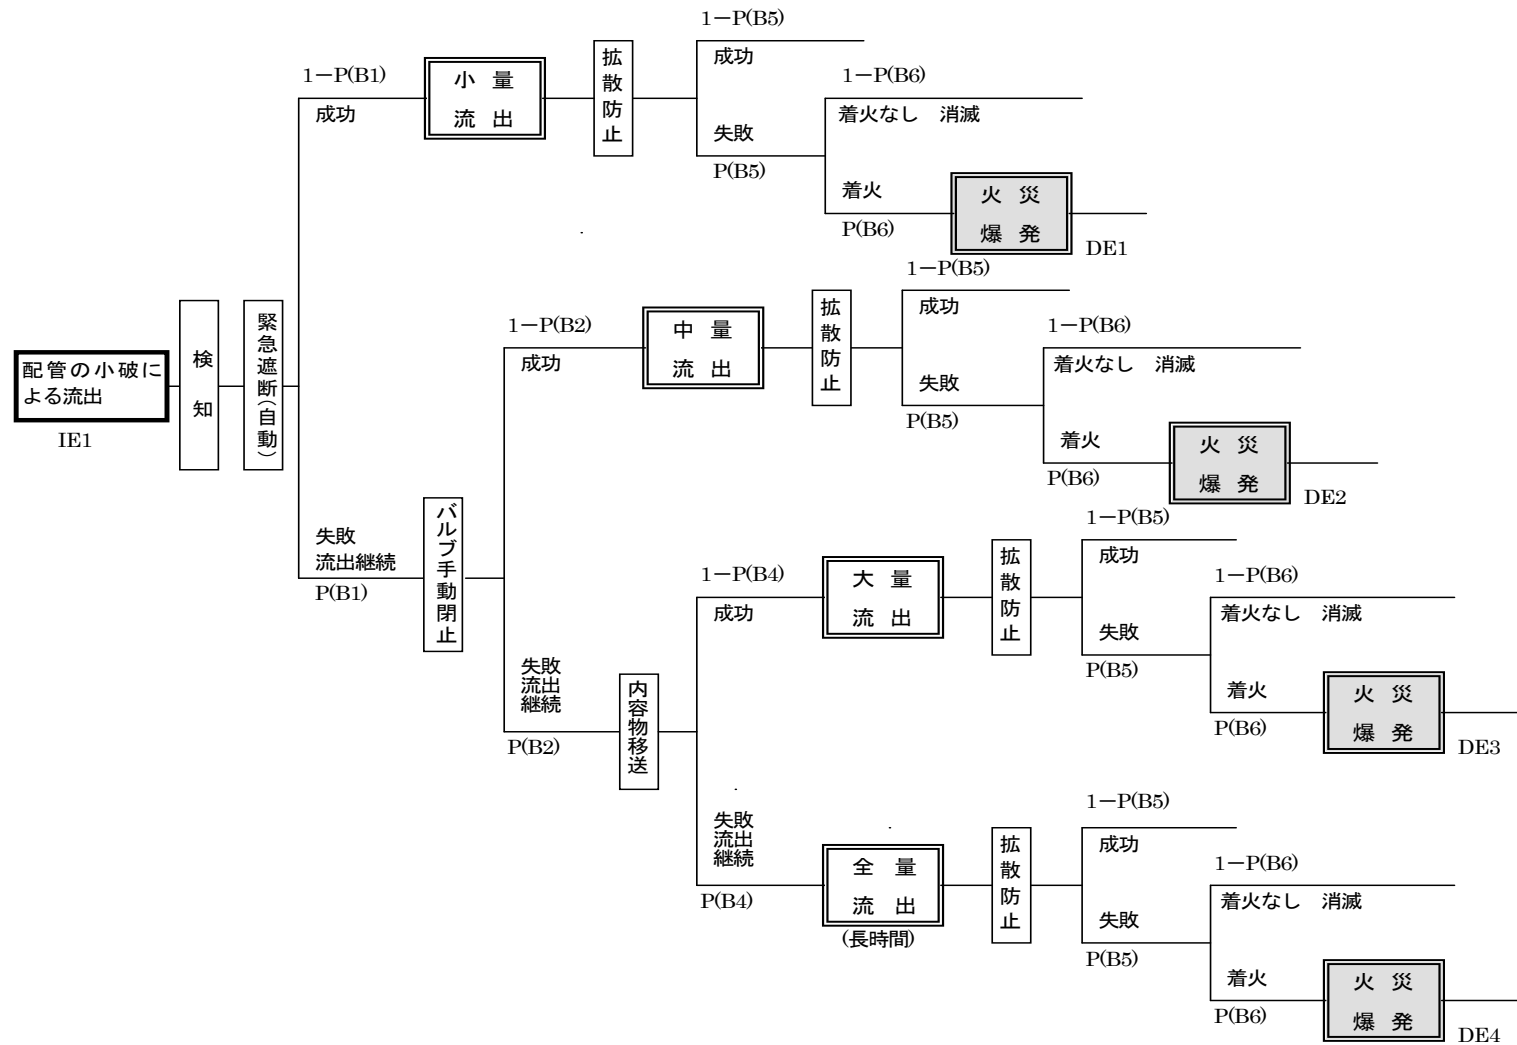 配管の小破に
よる流出
IE1
検知
緊急遮断(自動)
1−P(B1)
成功
小量
流出
拡散防止
1−P(B5)
成功
失敗
P(B5)
1−P(B6)
着火なし 消滅
着火
P(B6)
火災
爆発
DE1
失敗
流出継続
P(B1)
バルブ手動閉止
1−P(B2)
成功
中量
流出
拡散防止
1−P(B5)
成功
失敗
P(B5)
1−P(B6)
着火なし 消滅
着火
P(B6)
火災
爆発
DE2
失敗
流出
継続
P(B2)
内容物移送
1−P(B4)
成功
大量
流出
拡散防止
1−P(B5)
成功
失敗
P(B5)
1−P(B6)
着火なし 消滅
着火
P(B6)
火災
爆発
DE3
失敗
流出
継続
P(B4)
全量
流出
(長時間)
拡散防止
1−P(B5)
成功
失敗
P(B5)
1−P(B6)
着火なし 消滅
着火
P(B6)
火災
爆発
DE4